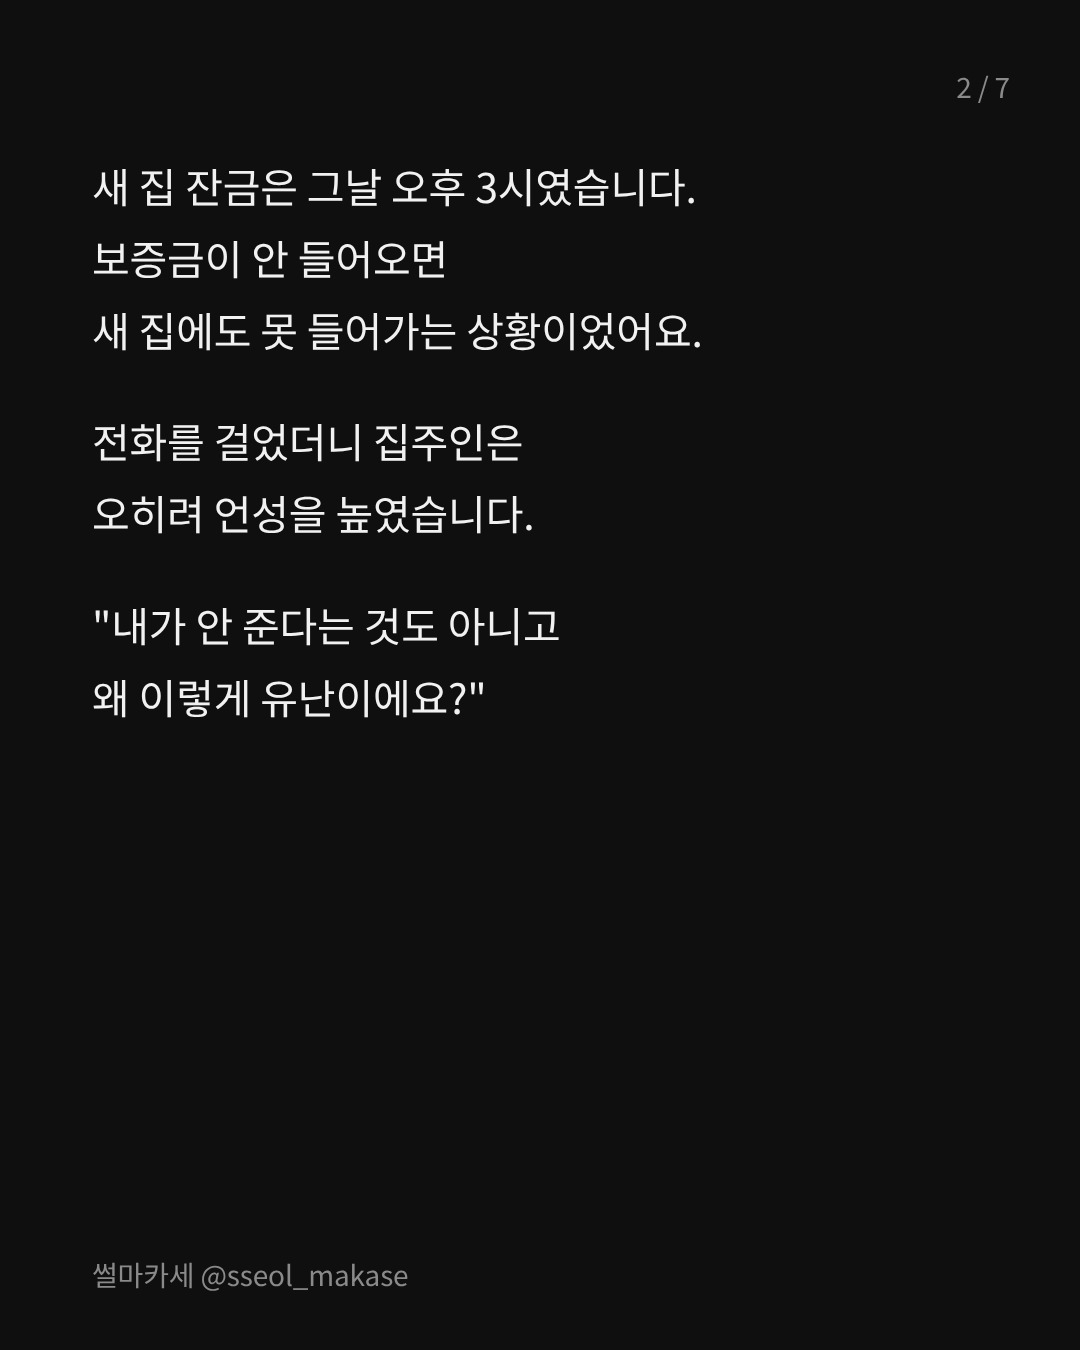 2 / 7
새 집 잔금은 그날 오후 3시였습니다.
보증금이 안 들어오면
새 집에도 못 들어가는 상황이었어요.
전화를 걸었더니 집주인은
오히려 언성을 높였습니다.
"내가 안 준다는 것도 아니고
왜 이렇게 유난이에요?"
썰마카세 @sseol_makase